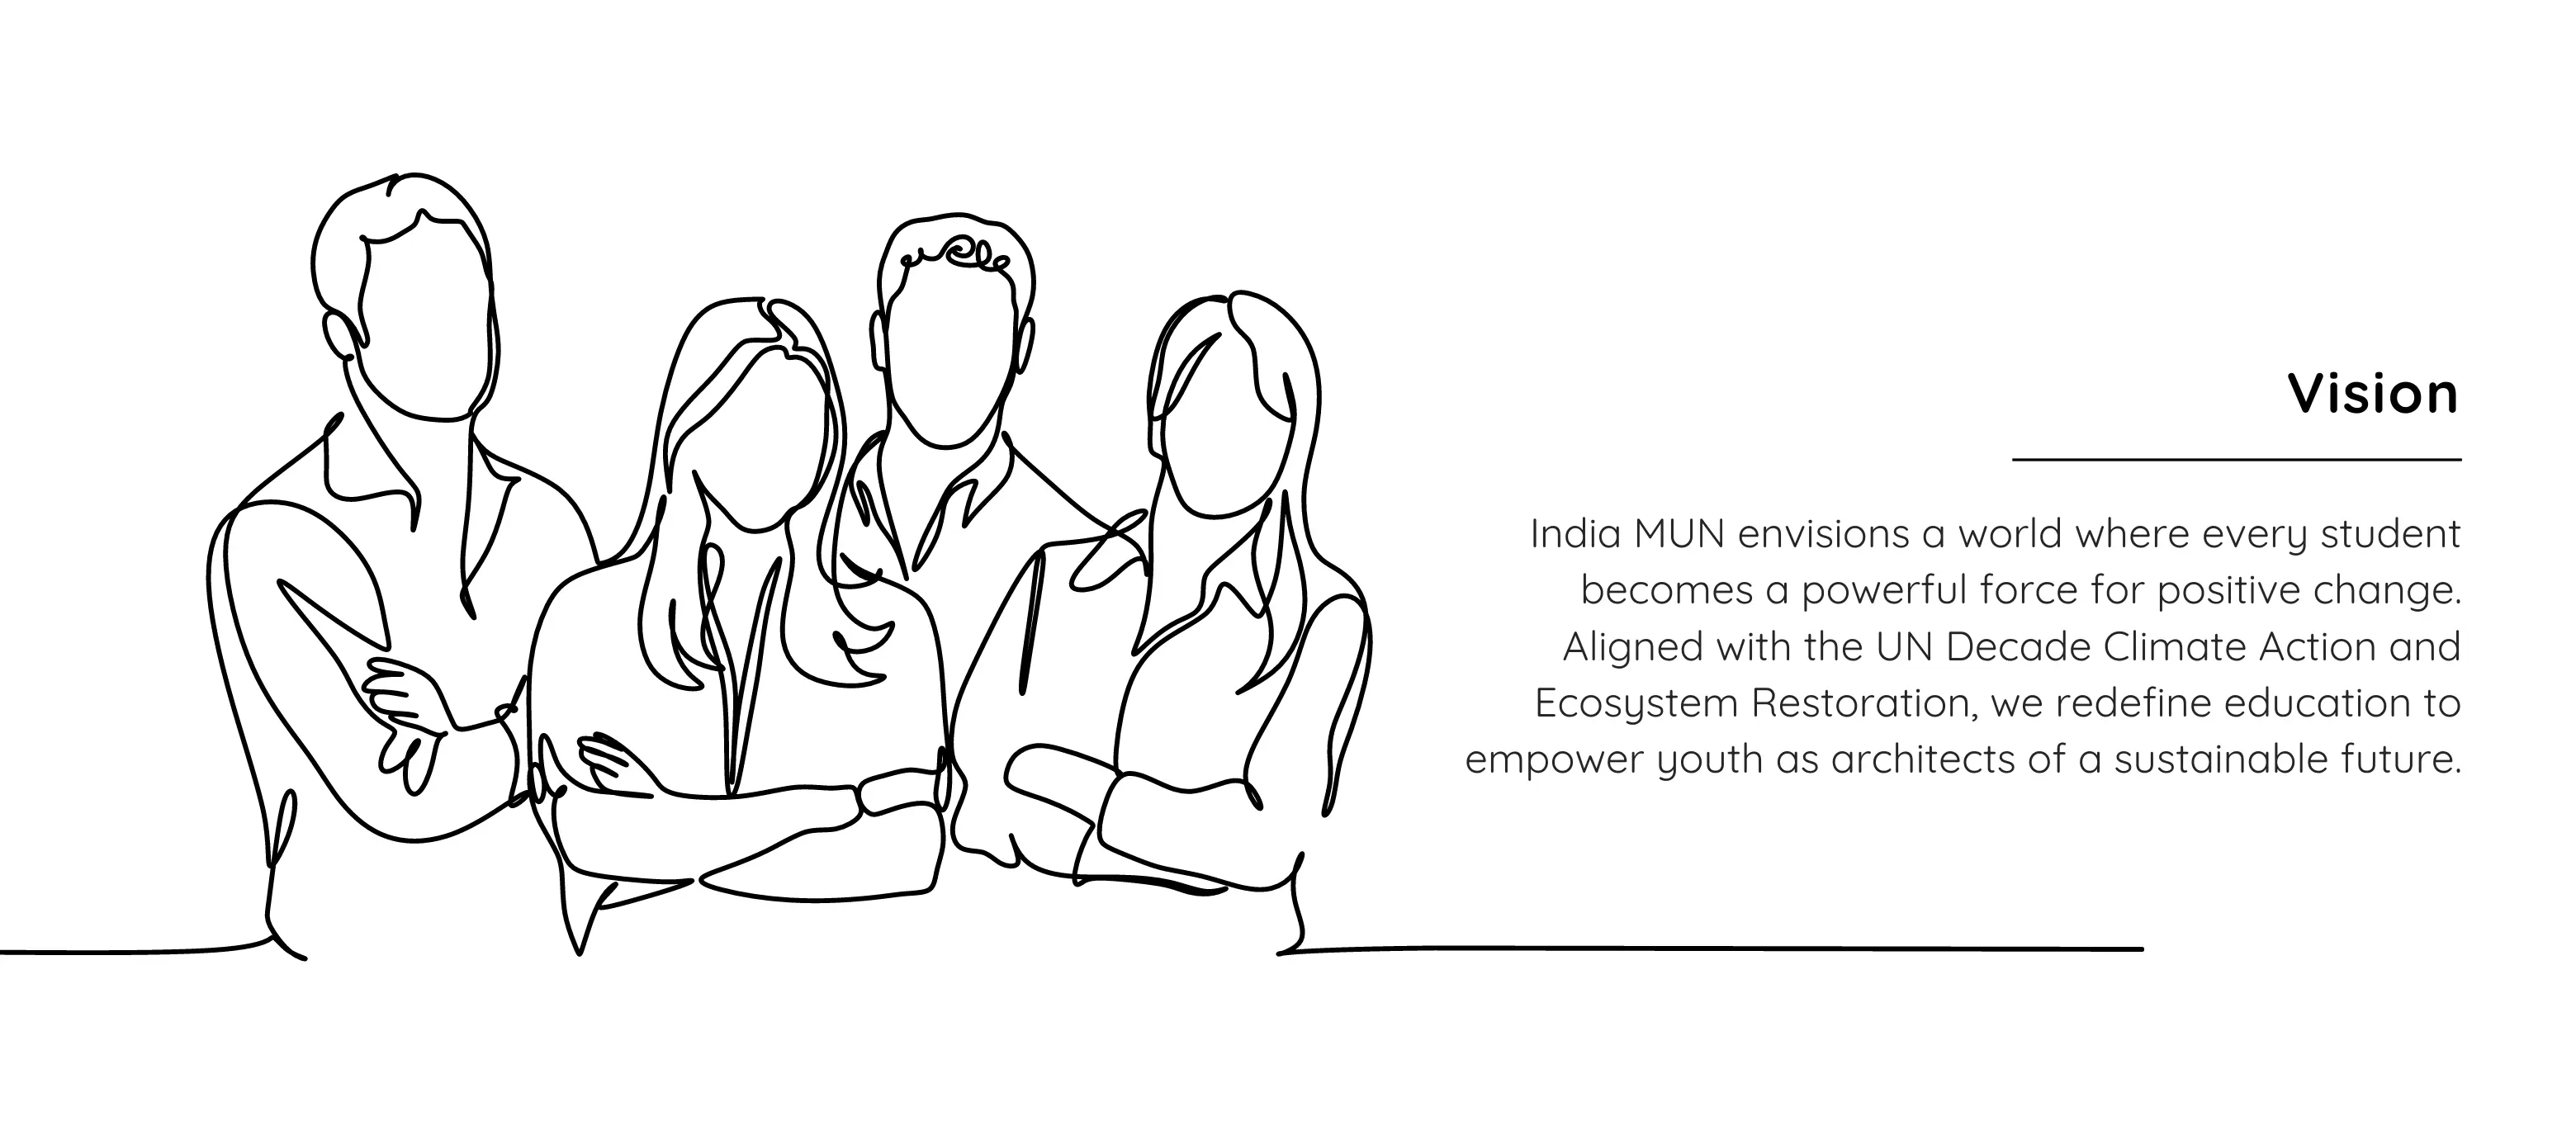 Vision
India MUN envisions a world where every student
becomes a powerful force for positive change.
Aligned with the UN Decade Climate Action and
Ecosystem Restoration, we redefine education to
empower youth as architects of a sustainable future.